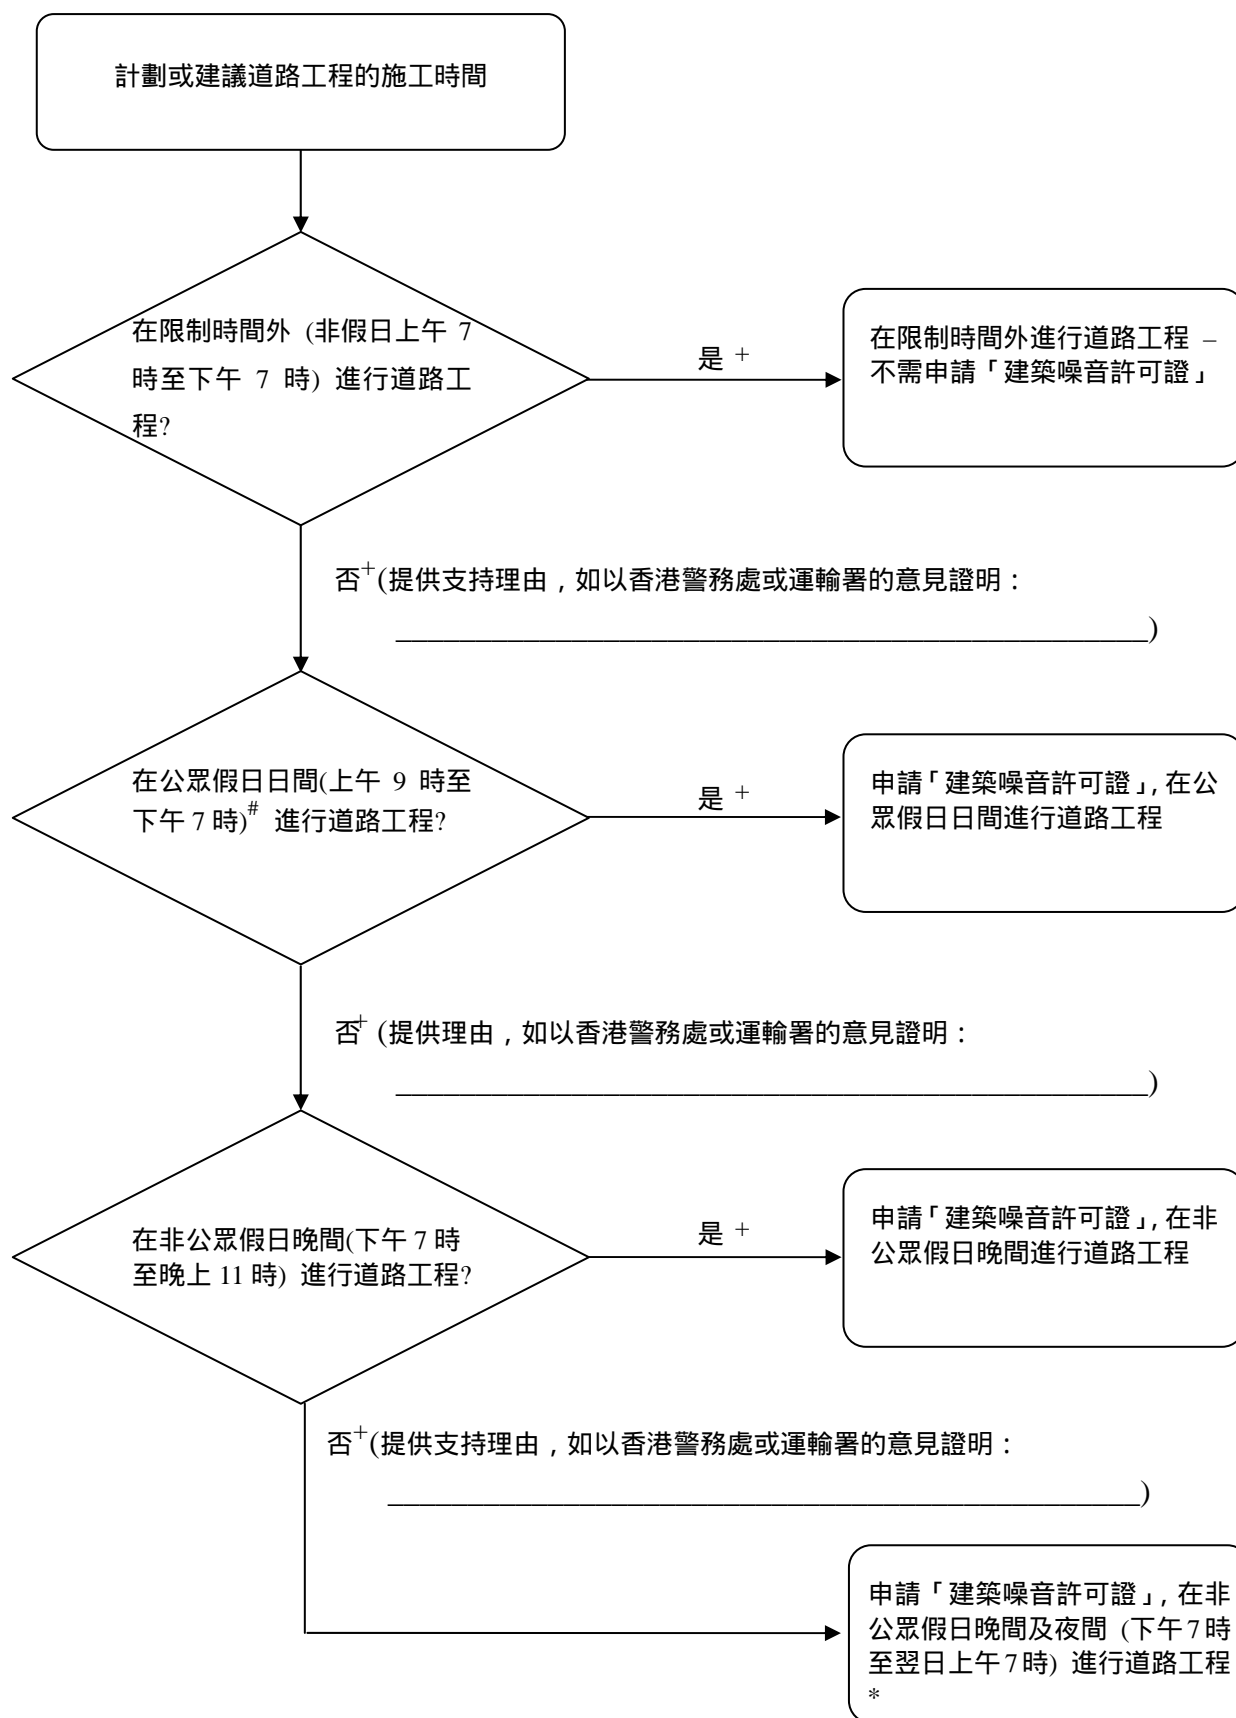 計劃或建議道路工程的施工時間
在限制時間外 (非假日上午 7
時至下午 7 時) 進行道路工
程?
是 +
在限制時間外進行道路工程 –
不需申請「建築噪音許可證」
否+(提供支持理由，如以香港警務處或運輸署的意見證明：
_______________________________________________)
在公眾假日日間(上午 9 時至
下午 7 時)# 進行道路工程?
是 +
申請「建築噪音許可證」, 在公
眾假日日間進行道路工程
否+ (提供理由，如以香港警務處或運輸署的意見證明：
_______________________________________________)
在非公眾假日晚間(下午 7 時
至晚上 11 時) 進行道路工程?
是 +
申請「建築噪音許可證」, 在非
公眾假日晚間進行道路工程
否+(提供支持理由，如以香港警務處或運輸署的意見證明：
_______________________________________________)
申請「建築噪音許可證」, 在非
公眾假日晚間及夜間 (下午 7 時
至翌日上午 7 時) 進行道路工程
*